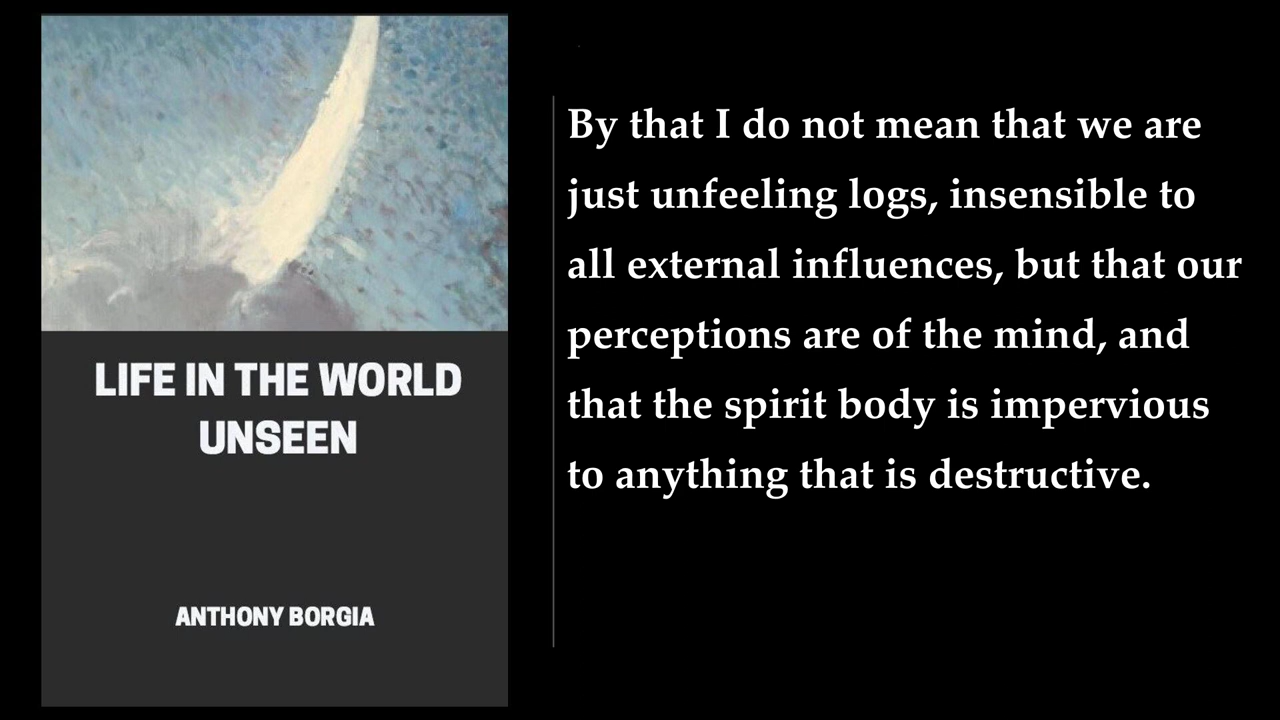 LIFE IN THE WORLD
UNSEEN
ANTHONY BORGIA
By that I do not mean that we are
just unfeeling logs, insensible to
all external influences, but that our
perceptions are of the mind, and
that the spirit body is impervious
to anything that is destructive.